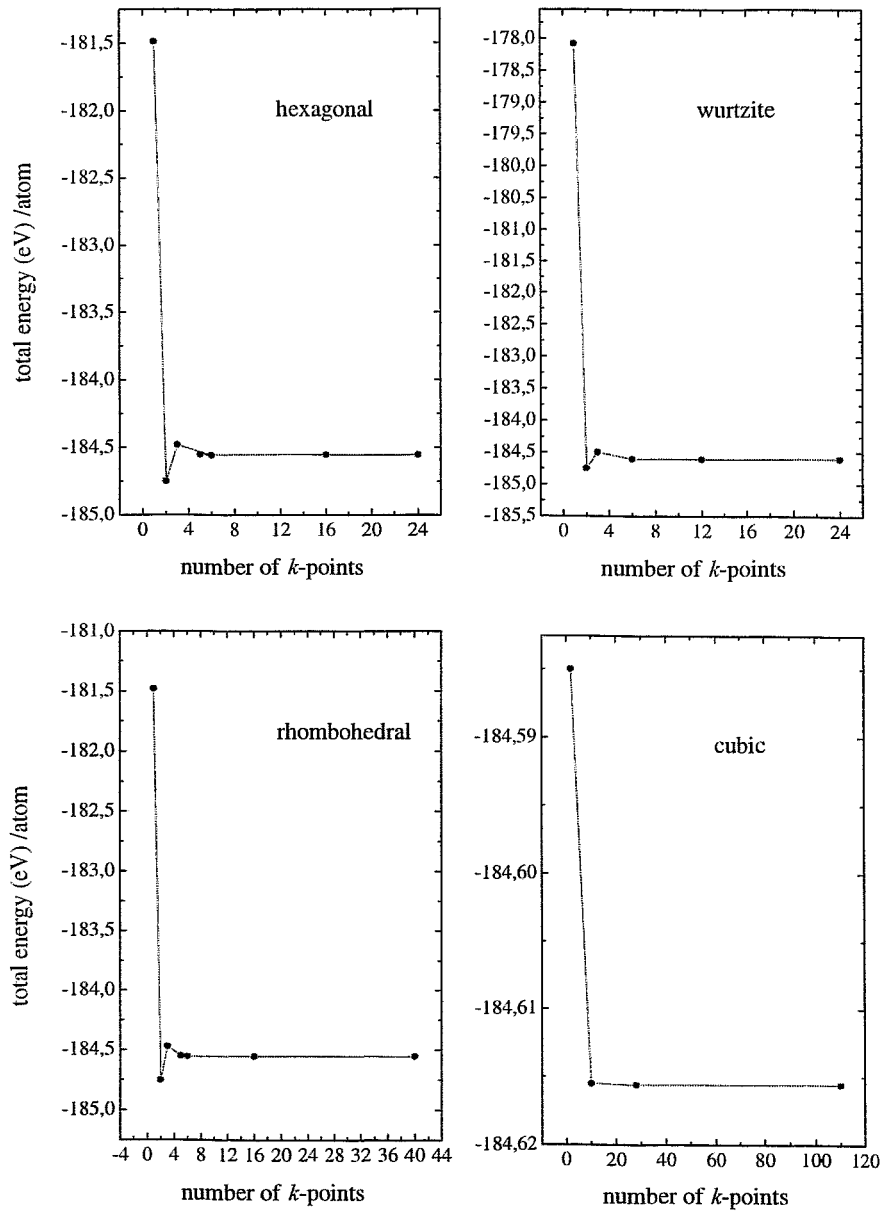 hexagonal
total energy (eV) /atom
-181,5
-182,0
-182,5
-183,0
-183,5
-184,0
-184,5
-185,0
0 4 8 12 16 20 24
number of k-points
wurtzite
-178,0
-178,5
-179,0
-179,5
-180,0
-180,5
-181,0
-181,5
-182,0
-182,5
-183,0
-183,5
-184,0
-184,5
-185,0
-185,5
0 4 8 12 16 20 24
number of k-points
rhombohedral
total energy (eV) /atom
-181,0
-181,5
-182,0
-182,5
-183,0
-183,5
-184,0
-184,5
-185,0
-4 0 4 8 12 16 20 24 28 32 36 40 44
number of k-points
cubic
-184,59
-184,60
-184,61
-184,62
0 20 40 60 80 100 120
number of k-points